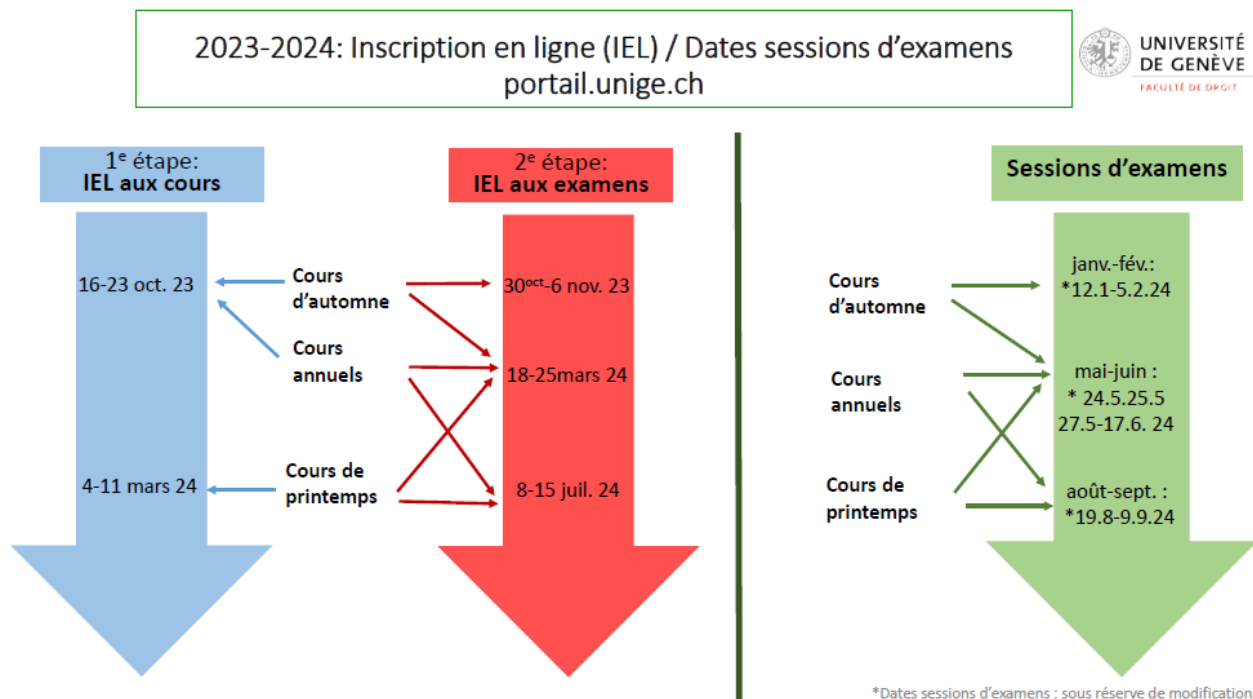 2023-2024: Inscription en ligne (IEL) / Dates sessions d'examens
portail.unige.ch
UNIVERSITÉ
DE GENÈVE
FACULTÉ DE DROIT
1e étape:
IEL aux cours
16-23 oct. 23
4-11 mars 24
Cours
d'automne
Cours
annuels
Cours de
printemps
2e étape:
IEL aux examens
30oct-6 nov. 23
18-25mars 24
8-15 juil. 24
Cours
d'automne
Cours
annuels
Cours de
printemps
Sessions d'examens
janv.-fév.:
*12.1-5.2.24
mai-juin :
* 24.5.25.5
27.5-17.6. 24
août-sept. :
*19.8-9.9.24
*Dates sessions d'examens : sous réserve de modification